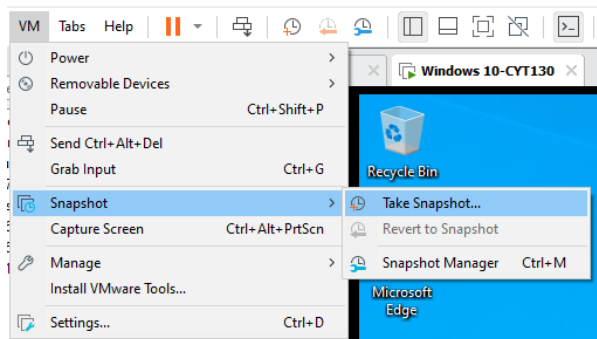 VM Tabs Help
Windows 10-CYT130
Power
Removable Devices
Pause Ctrl+Shift+P
Send Ctrl+Alt+Del
Grab Input Ctrl+G
Snapshot
Capture Screen Ctrl+Alt+PrtScn
Manage
Install VMware Tools...
Settings... Ctrl+D
Recycle Bin
Take Snapshot...
Revert to Snapshot
Snapshot Manager Ctrl+M
Microsoft
Edge